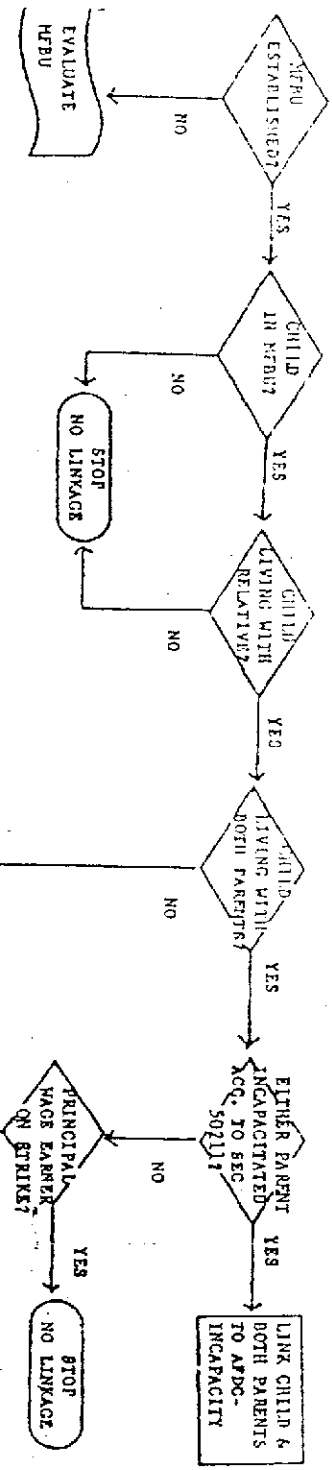 MFBU
ESTABLISHED?
YES
NO
EVALUATE
MFBU
CHILD
IN MFBU?
YES
NO
STOP
NO LINKAGE
CHILD
LIVING WITH
RELATIVE?
YES
NO
CHILD
LIVING WITH
BOTH PARENTS?
YES
NO
EITHER PARENT
INCAPACITATED
ACC. TO SEC
50211?
YES
NO
LINK CHILD &
BOTH PARENTS
TO AFDC-
INCAPACITY
PRINCIPAL
WAGE EARNER
ON STRIKE?
YES
STOP
NO LINKAGE